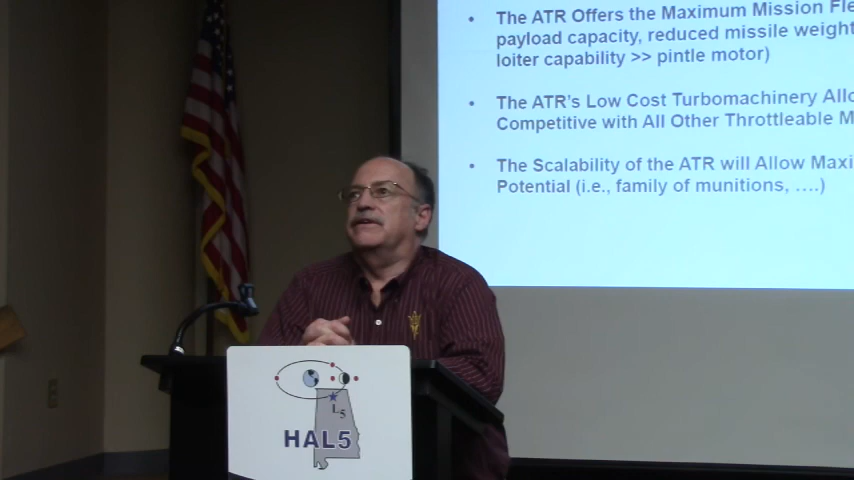 • The ATR Offers the Maximum Mission Fle
payload capacity, reduced missile weight
loiter capability >> pintle motor)
• The ATR's Low Cost Turbomachinery Allo
Competitive with All Other Throttleable M
• The Scalability of the ATR will Allow Maxi
Potential (i.e., family of munitions, ....)
L5
HAL5